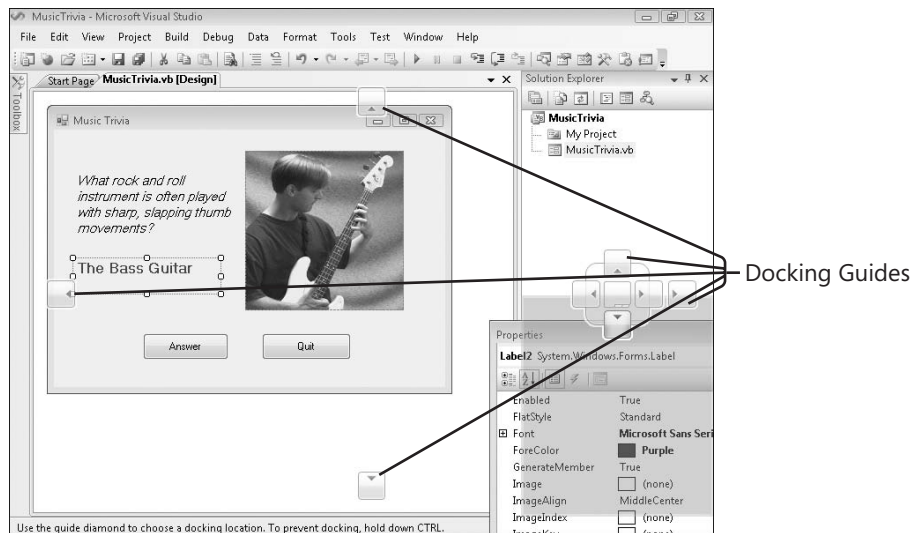 MusicTrivia - Microsoft Visual Studio
File Edit View Project Build Debug Data Format Tools Test Window Help
Toolbox
Start Page MusicTrivia.vb [Design]
Solution Explorer
MusicTrivia
My Project
MusicTrivia.vb
Music Trivia
What rock and roll
instrument is often played
with sharp, slapping thumb
movements?
The Bass Guitar
Answer Quit
Docking Guides
Properties
Label2 System.Windows.Forms.Label
Enabled True
FlatStyle Standard
Font Microsoft Sans Seri
ForeColor Purple
GenerateMember True
Image (none)
ImageAlign MiddleCenter
ImageIndex (none)
ImageKey (none)
Use the guide diamond to choose a docking location. To prevent docking, hold down CTRL.